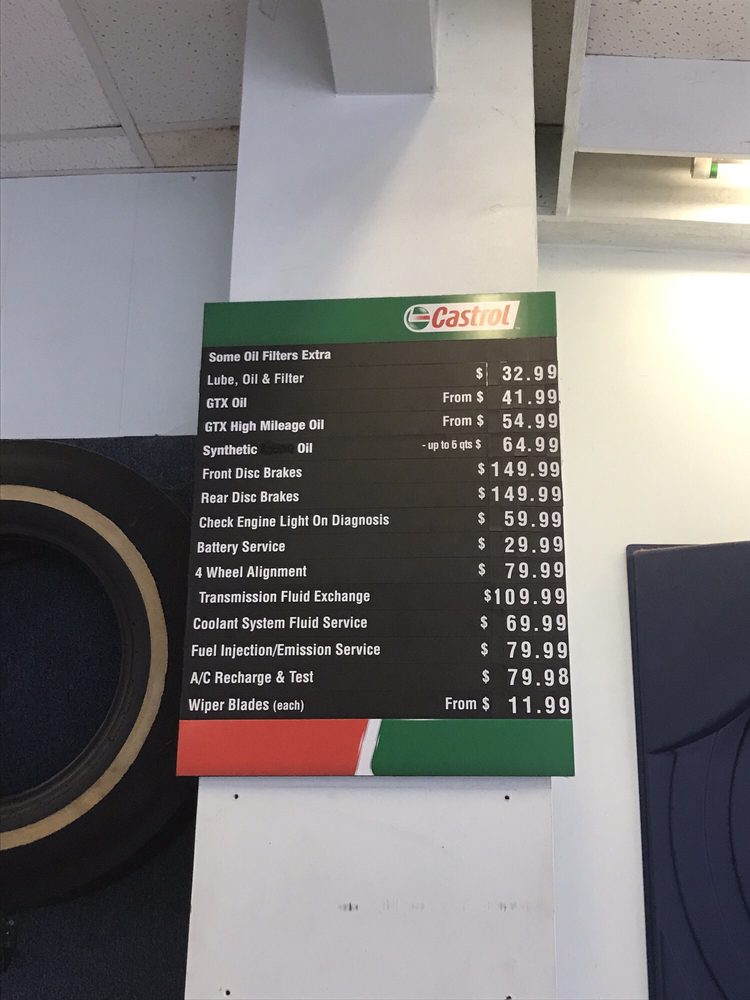 Castrol
Some Oil Filters Extra
Lube, Oil & Filter $ 32.99
GTX Oil From $ 41.99
GTX High Mileage Oil From $ 54.99
Synthetic Oil - up to 6 qts $ 64.99
Front Disc Brakes $ 149.99
Rear Disc Brakes $ 149.99
Check Engine Light On Diagnosis $ 59.99
Battery Service $ 29.99
4 Wheel Alignment $ 79.99
Transmission Fluid Exchange $109.99
Coolant System Fluid Service $ 69.99
Fuel Injection/Emission Service $ 79.99
A/C Recharge & Test $ 79.98
Wiper Blades (each) From $ 11.99